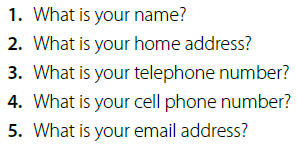 1. What is your name?
2. What is your home address?
3. What is your telephone number?
4. What is your cell phone number?
5. What is your email address?